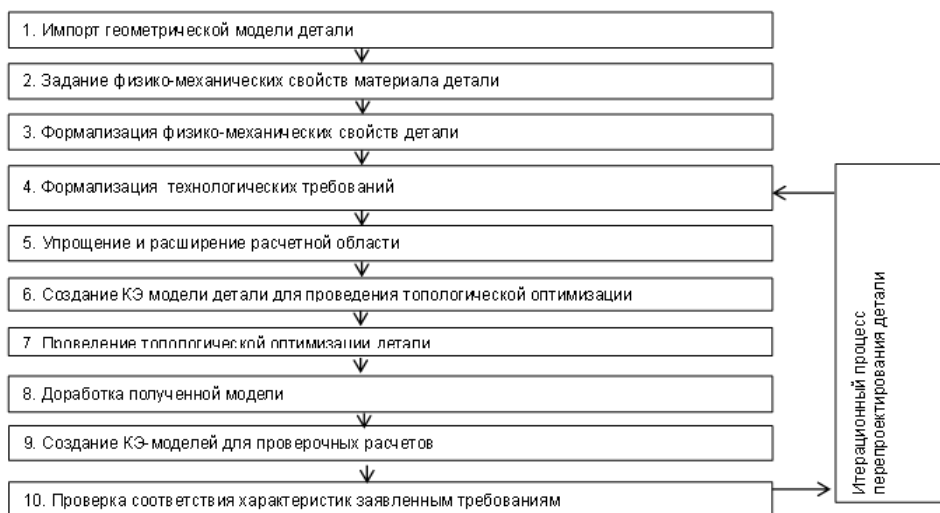 1. Импорт геометрической модели детали
2. Задание физико-механических свойств материала детали
3. Формализация физико-механических свойств детали
4. Формализация технологических требований
5. Упрощение и расширение расчетной области
6. Создание КЭ модели детали для проведения топологической оптимизации
7. Проведение топологической оптимизации детали
8. Доработка полученной модели
9. Создание КЭ-моделей для проверочных расчетов
10. Проверка соответствия характеристик заявленным требованиям
Итерационный процесс
перепроектирования детали